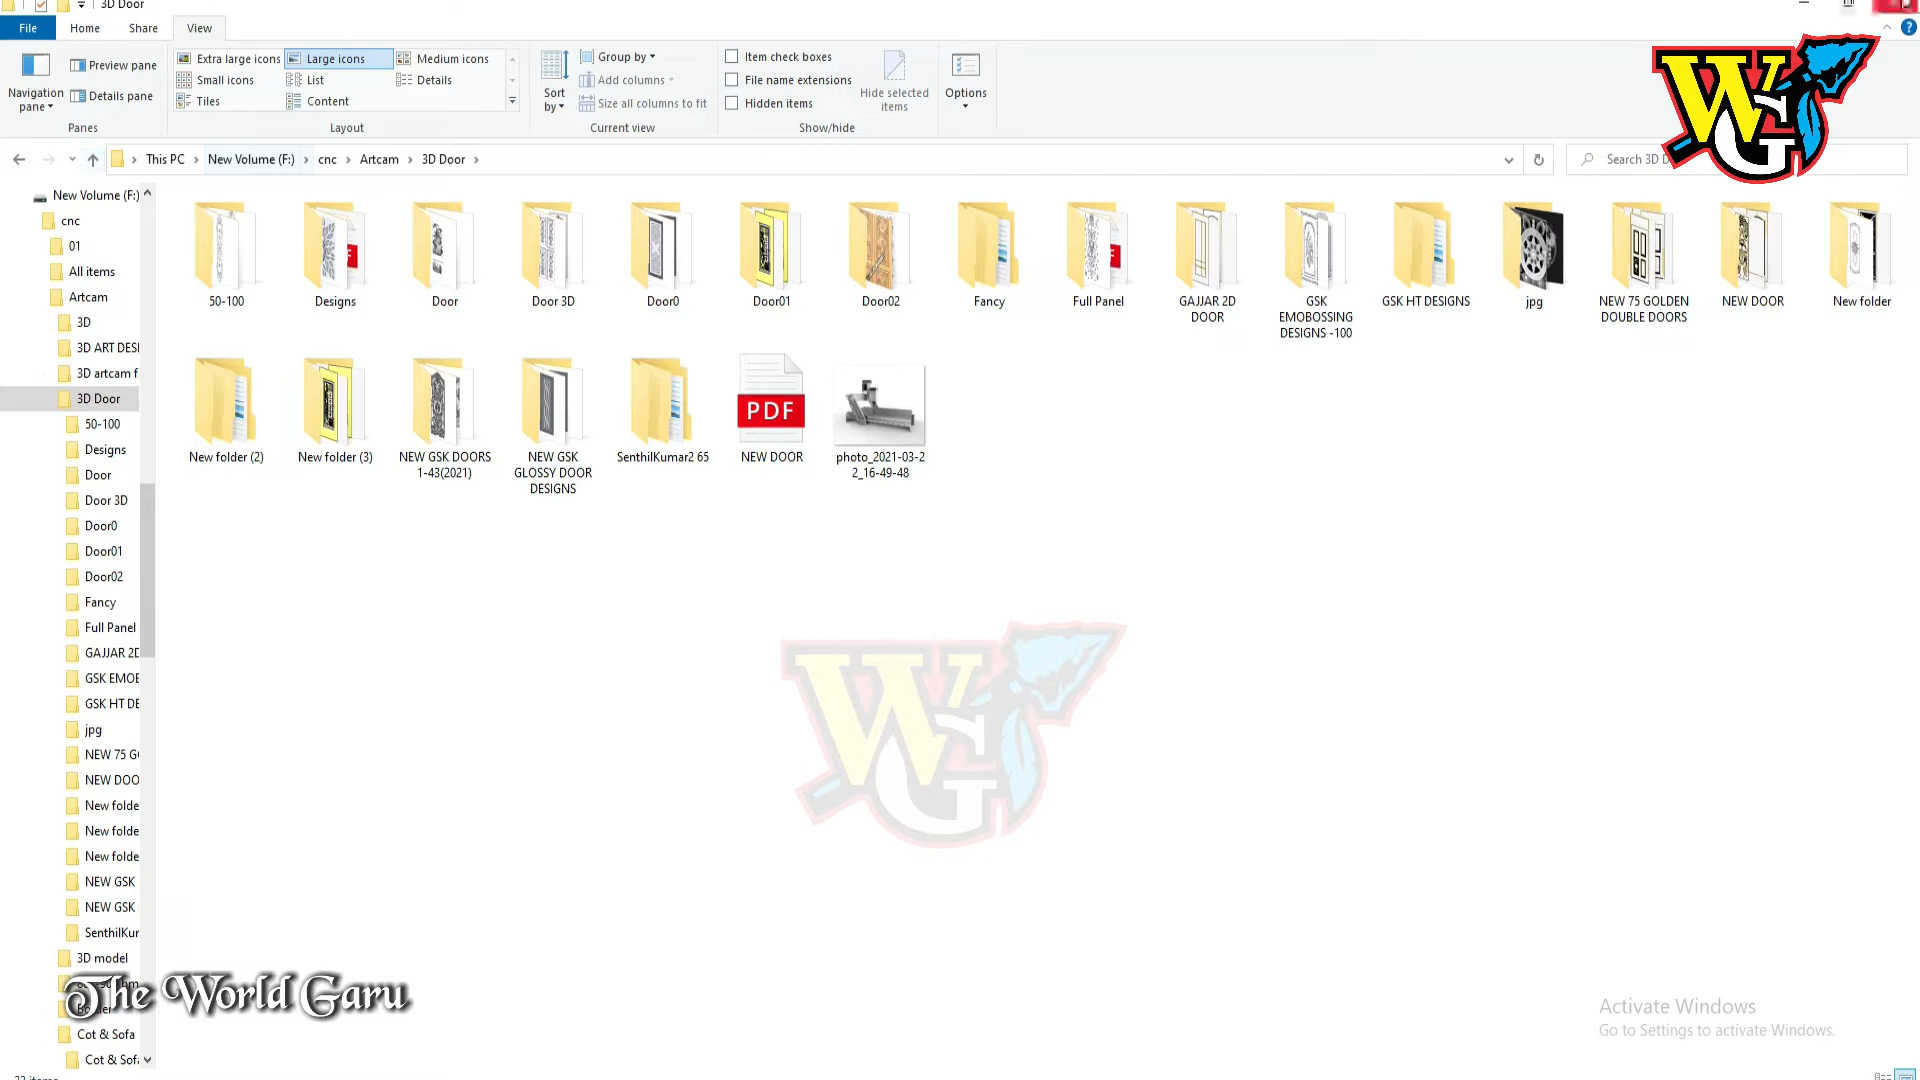 3D Door
File Home Share View
Navigation pane
Preview pane
Details pane
Panes
Extra large icons Large icons Medium icons
Small icons List Details
Tiles Content
Layout
Sort by
Group by
Add columns
Size all columns to fit
Current view
Item check boxes
File name extensions
Hidden items
Hide selected items
Show/hide
Options
This PC New Volume (F:) cnc Artcam 3D Door
Search 3D D
WTG
New Volume (F:)
cnc
01
All items
Artcam
3D
3D ART DESI
3D artcam f
3D Door
50-100
Designs
Door
Door 3D
Door0
Door01
Door02
Fancy
Full Panel
GAJJAR 2D
GSK EMOB
GSK HT DE
jpg
NEW 75 G
NEW DOO
New folde
New folde
New folde
NEW GSK
NEW GSK
SenthilKur
3D model
Cot & Sofa
Cot & Sofa
50-100
Designs
Door
Door 3D
Door0
Door01
Door02
Fancy
Full Panel
GAJJAR 2D
DOOR
GSK
EMOBOSSING
DESIGNS -100
GSK HT DESIGNS
jpg
NEW 75 GOLDEN
DOUBLE DOORS
NEW DOOR
New folder
New folder (2)
New folder (3)
NEW GSK DOORS
1-43(2021)
NEW GSK
GLOSSY DOOR
DESIGNS
SenthilKumar2 65
PDF
NEW DOOR
photo_2021-03-2
2_16-49-48
The World Garu
Activate Windows
Go to Settings to activate Windows.